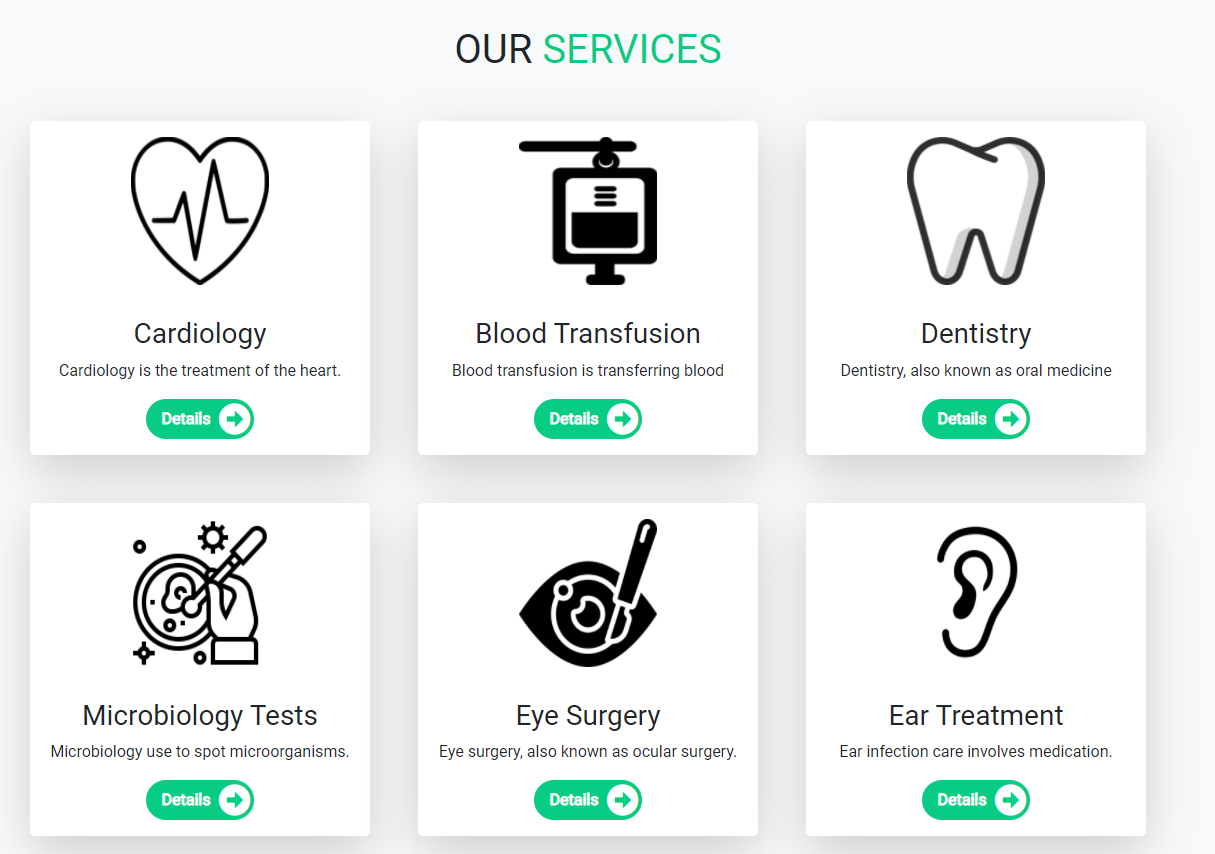 OUR SERVICES
Cardiology
Cardiology is the treatment of the heart.
Details
Blood Transfusion
Blood transfusion is transferring blood
Details
Dentistry
Dentistry, also known as oral medicine
Details
Microbiology Tests
Microbiology use to spot microorganisms.
Details
Eye Surgery
Eye surgery, also known as ocular surgery.
Details
Ear Treatment
Ear infection care involves medication.
Details